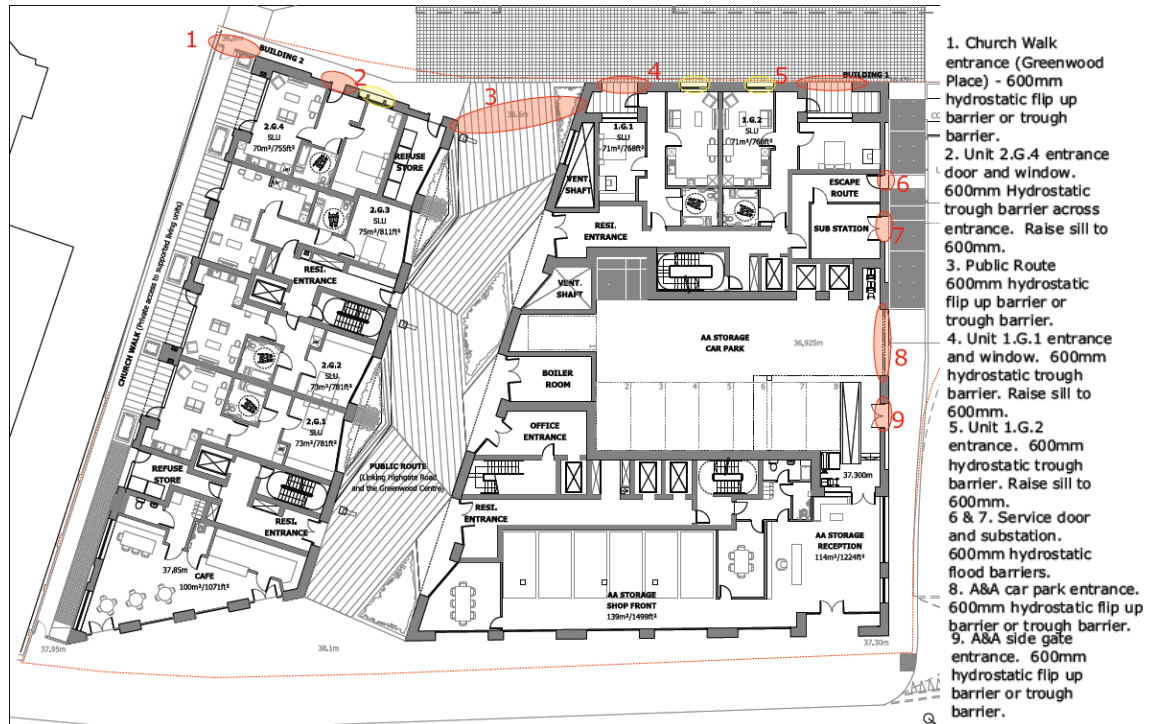 1
36.6m
BUILDING 2
2
3
36.6m
4
5
BUILDING 1
2.G.4
SLU
70m²/755ft²
REFUSE
STORE
1.G.1
SLU
71m²/768ft²
1.G.2
SLU
71m²/768ft²
VENT.
SHAFT
ESCAPE
ROUTE
6
2.G.3
SLU
75m²/811ft²
RESI.
ENTRANCE
SUB STATION
7
RESI.
ENTRANCE
VENT.
SHAFT
CHURCH WALK (Private access to supported living units)
AA STORAGE
CAR PARK
36,925m
8
2.G.2
SLU
73m²/781ft²
BOILER
ROOM
2 3 4 5 6 7 8
9
2.G.1
SLU
73m²/781ft²
OFFICE
ENTRANCE
PUBLIC ROUTE
(Linking Highgate Road
and the Greenwood Centre)
REFUSE
STORE
37.300m
RESI.
ENTRANCE
RESI.
ENTRANCE
AA STORAGE
RECEPTION
114m²/1224ft²
37.85m
CAFE
100m²/1071ft²
AA STORAGE
SHOP FRONT
139m²/1499ft²
37.95m
38.1m
37.30m
1. Church Walk
entrance (Greenwood
Place) - 600mm
hydrostatic flip up
barrier or trough
barrier.
2. Unit 2.G.4 entrance
door and window.
600mm Hydrostatic
trough barrier across
entrance. Raise sill to
600mm.
3. Public Route
600mm hydrostatic
flip up barrier or
trough barrier.
4. Unit 1.G.1 entrance
and window. 600mm
hydrostatic trough
barrier. Raise sill to
600mm.
5. Unit 1.G.2
entrance. 600mm
hydrostatic trough
barrier. Raise sill to
600mm.
6 & 7. Service door
and substation.
600mm hydrostatic
flood barriers.
8. A&A car park entrance.
600mm hydrostatic flip up
barrier or trough barrier.
9. A&A side gate
entrance. 600mm
hydrostatic flip up
barrier or trough
barrier.